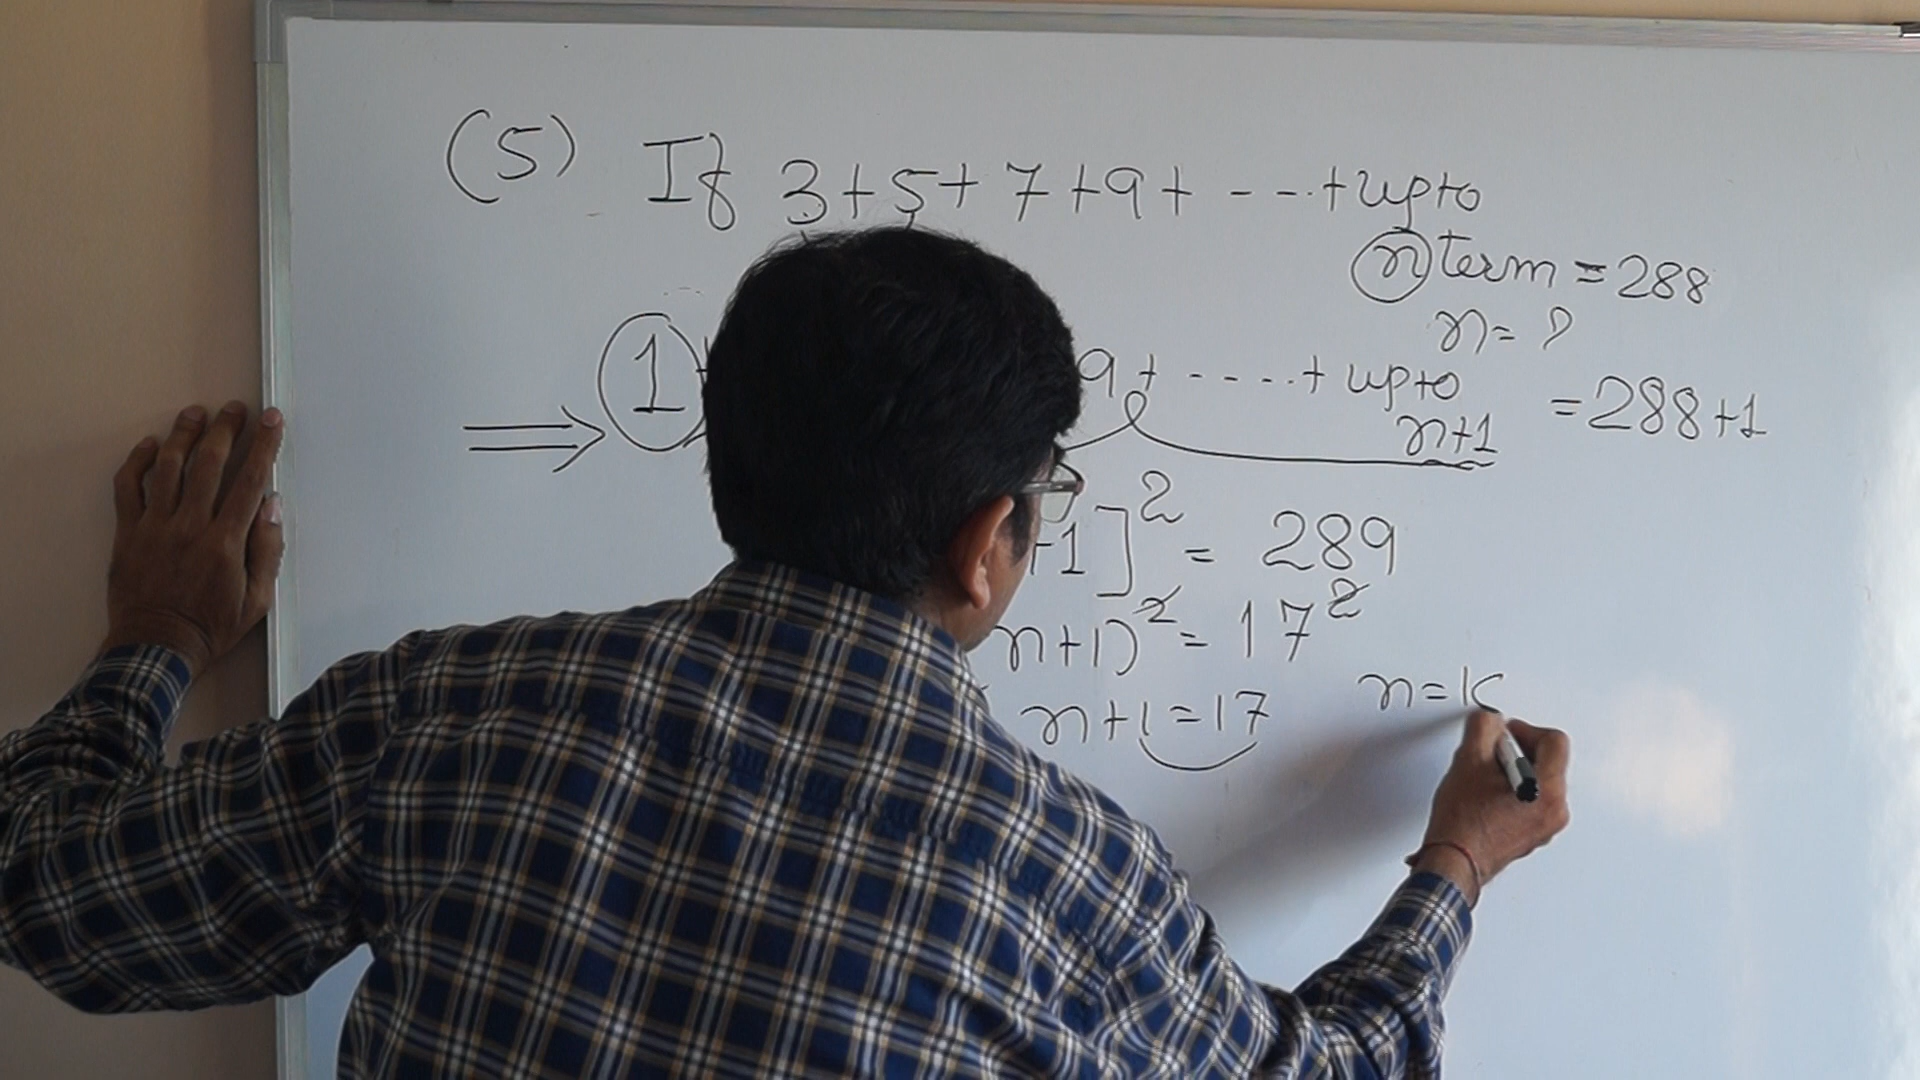 (5) If 3+5+7+9+ ----+ upto
n term = 288
n = ?
⇒ 1 9 + ----+ upto = 288+1
n+1
+1]² = 289
n+1)² = 17²
n+1=17 n=1